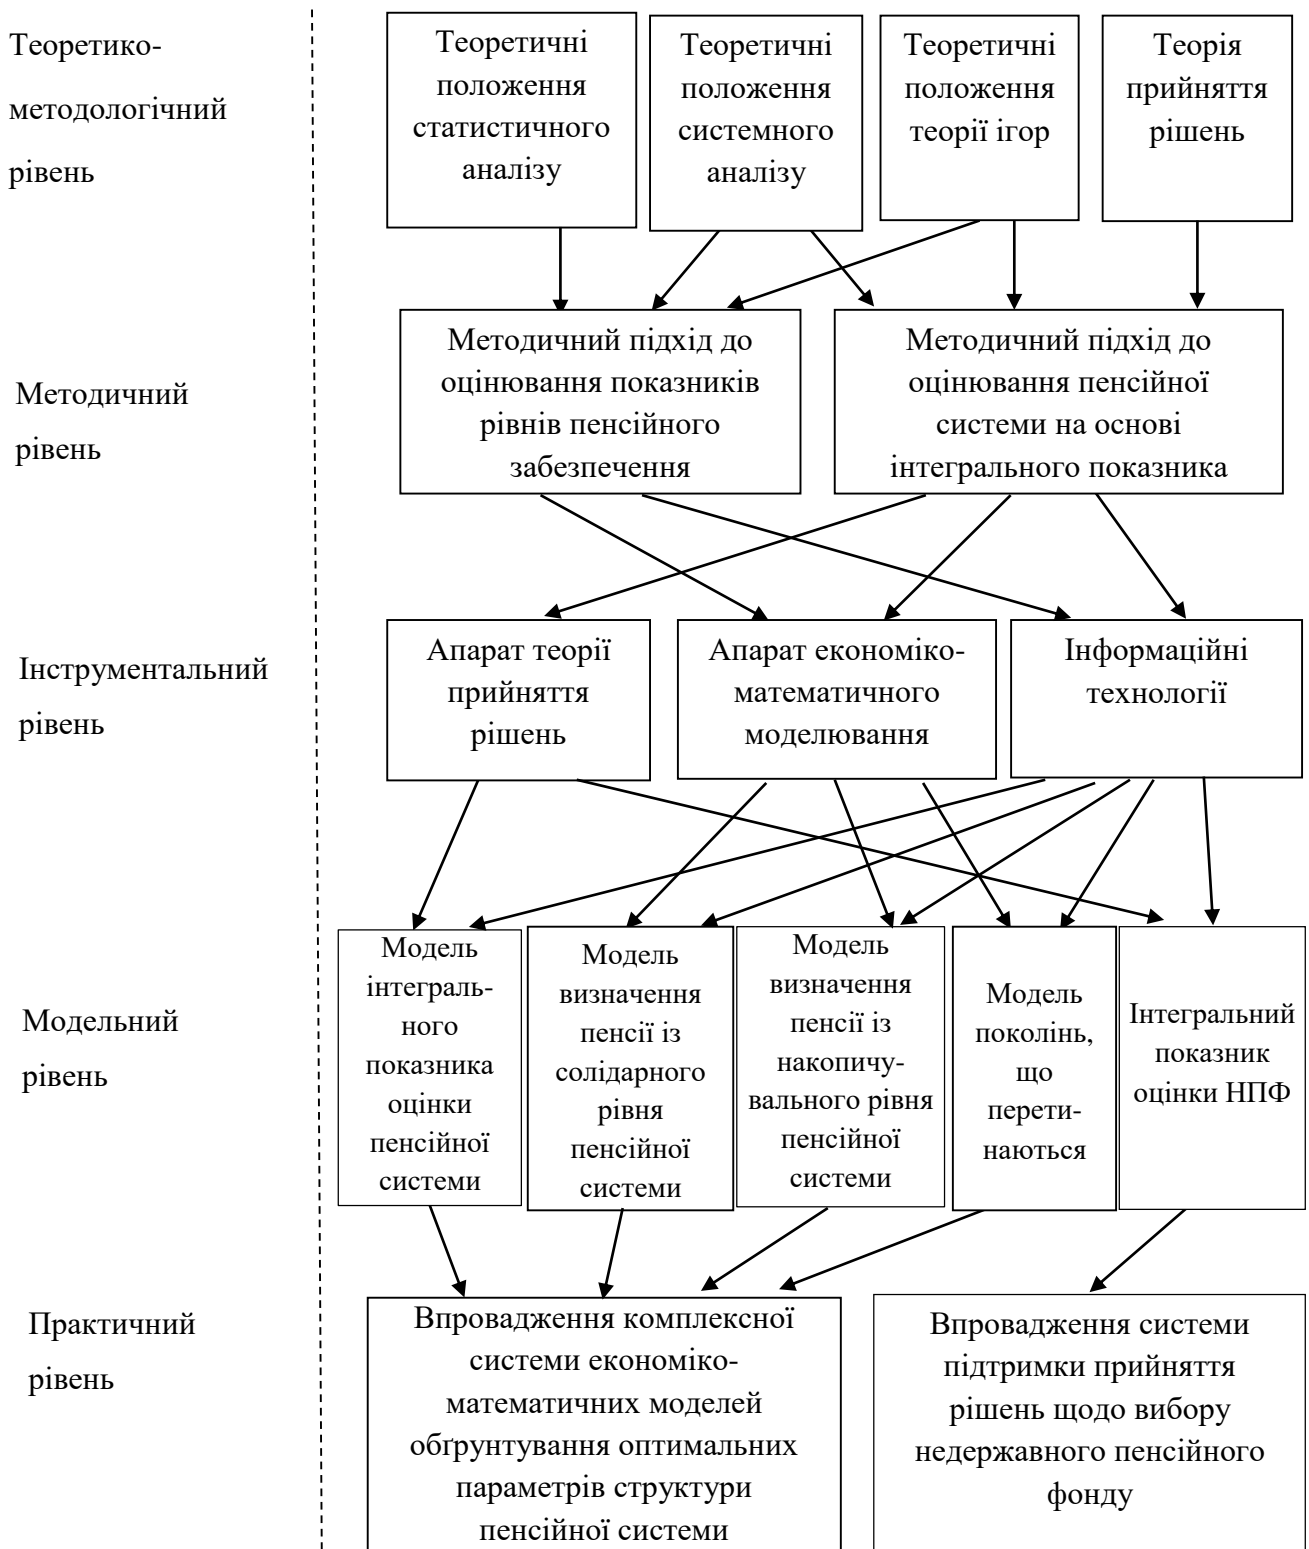 Теоретико-
методологічний
рівень
Теоретичні
положення
статистичного
аналізу
Теоретичні
положення
системного
аналізу
Теоретичні
положення
теорії ігор
Теорія
прийняття
рішень
Методичний
рівень
Методичний підхід до
оцінювання показників
рівнів пенсійного
забезпечення
Методичний підхід до
оцінювання пенсійної
системи на основі
інтегрального показника
Інструментальний
рівень
Апарат теорії
прийняття
рішень
Апарат економіко-
математичного
моделювання
Інформаційні
технології
Модельний
рівень
Модель
інтеграль-
ного
показника
оцінки
пенсійної
системи
Модель
визначення
пенсії із
солідарного
рівня
пенсійної
системи
Модель
визначення
пенсії із
накопичу-
вального рівня
пенсійної
системи
Модель
поколінь,
що
перети-
наються
Інтегральний
показник
оцінки НПФ
Практичний
рівень
Впровадження комплексної
системи економіко-
математичних моделей
обґрунтування оптимальних
параметрів структури
пенсійної системи
Впровадження системи
підтримки прийняття
рішень щодо вибору
недержавного пенсійного
фонду